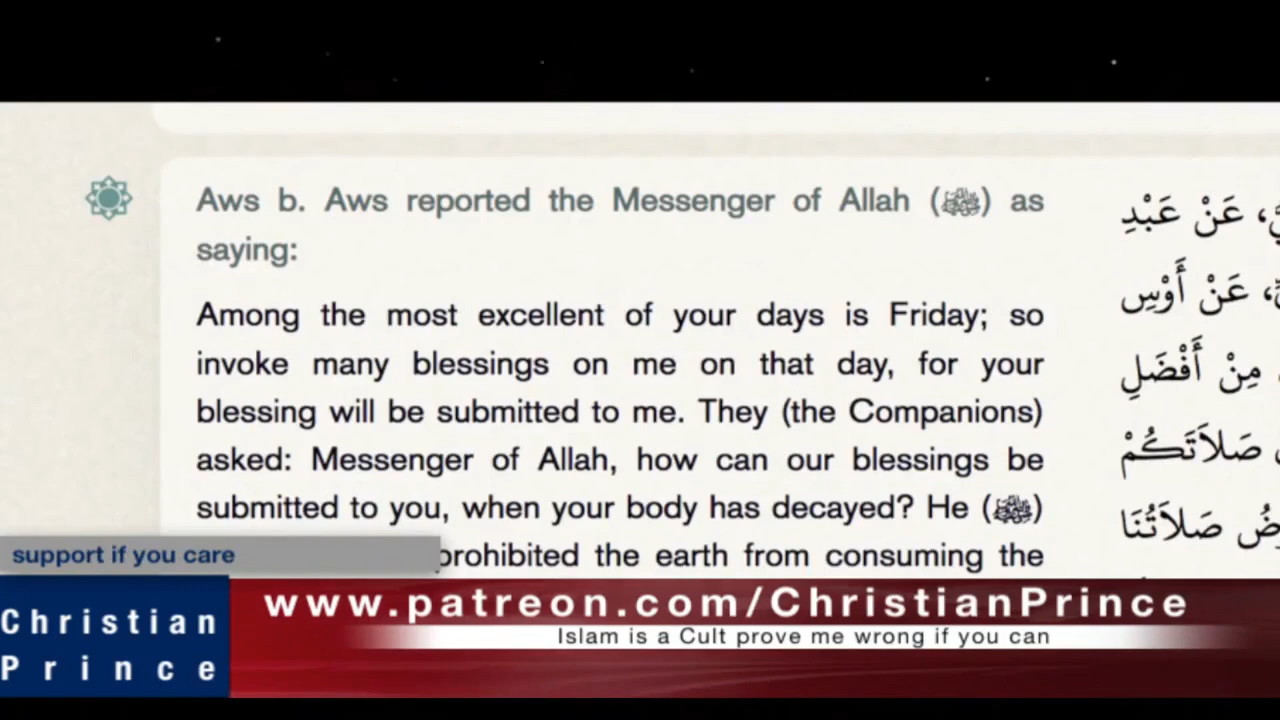 Aws b. Aws reported the Messenger of Allah (ﷺ) as
saying:
Among the most excellent of your days is Friday; so
invoke many blessings on me on that day, for your
blessing will be submitted to me. They (the Companions)
asked: Messenger of Allah, how can our blessings be
submitted to you, when your body has decayed? He (ﷺ)
prohibited the earth from consuming the
، عَنْ عَبْدِ
، عَنْ أَوْسِ
مِنْ أَفْضَلِ
صَلاَتَكُمْ
صَلاَتُنَا
support if you care
Christian
Prince
www.patreon.com/ChristianPrince
Islam is a Cult prove me wrong if you can